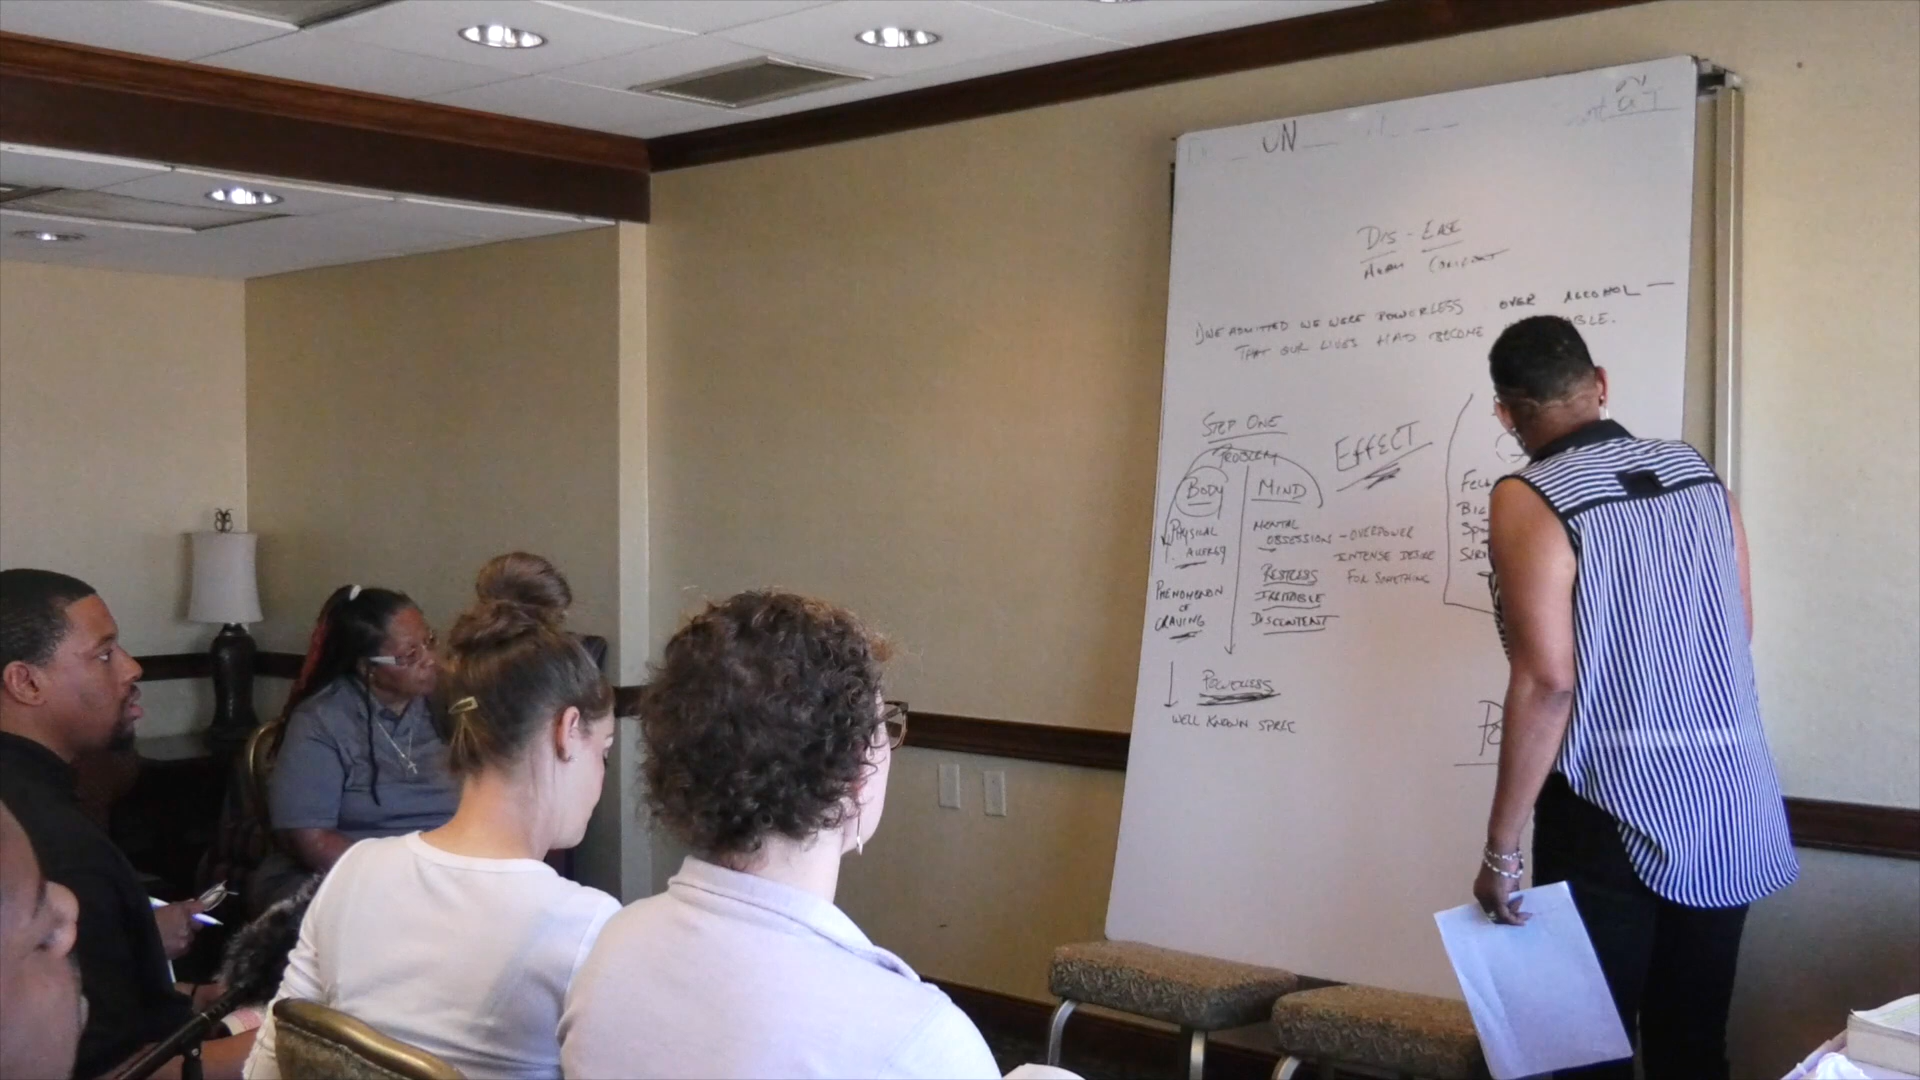 UN
DIS - EASE
COMFORT
1) WE ADMITTED WE WERE POWERLESS OVER ALCOHOL —
THAT OUR LIVES HAD BECOME
STEP ONE
PROBLEM
EFFECT
BODY MIND
PHYSICAL ALLERGY
MENTAL OBSESSION - OVERPOWER
INTENSE DESIRE
FOR SOMETHING
PHENOMENON
OF
CRAVING
RESTLESS
IRRITABLE
DISCONTENT
POWERLESS
WELL KNOWN SPREE